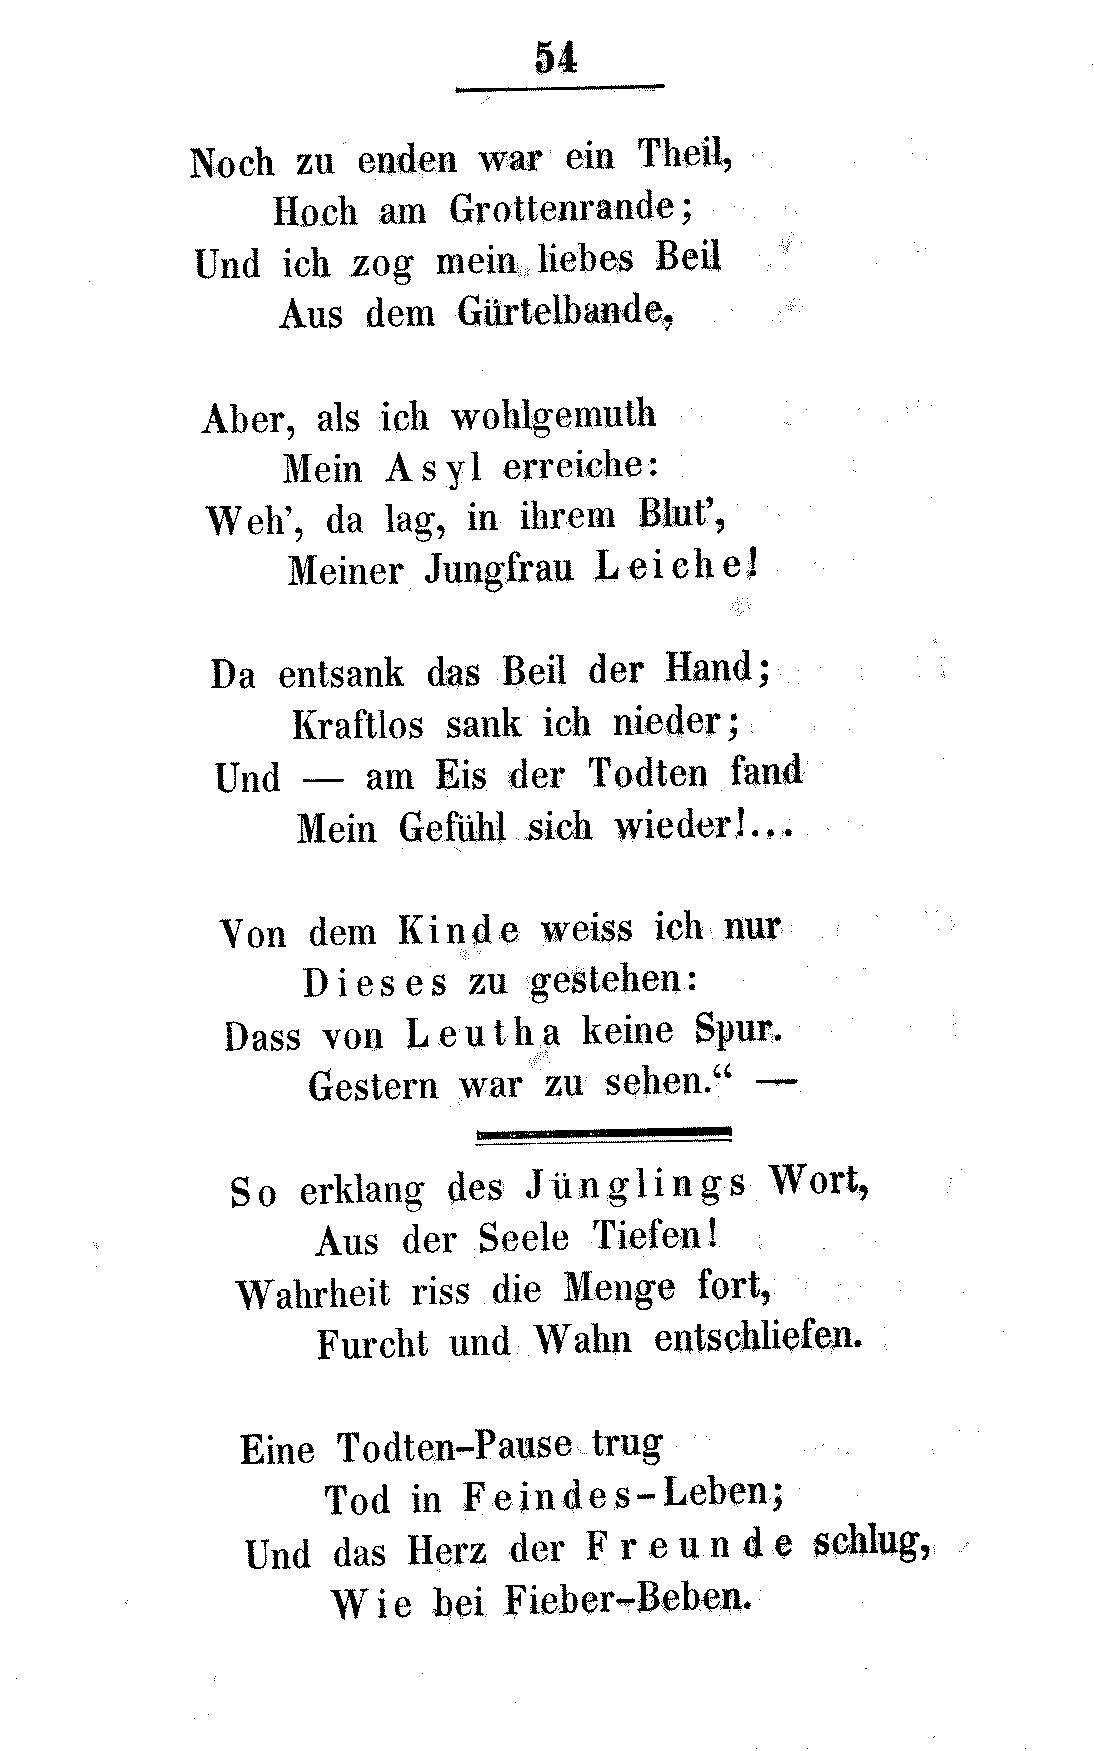 54
Noch zu enden war ein Theil,
Hoch am Grottenrande;
Und ich zog mein liebes Beil
Aus dem Gürtelbande,
Aber, als ich wohlgemuth
Mein Asyl erreiche:
Weh', da lag, in ihrem Blut',
Meiner Jungfrau Leiche!
Da entsank das Beil der Hand;
Kraftlos sank ich nieder;
Und — am Eis der Todten fand
Mein Gefühl sich wieder!...
Von dem Kinde weiss ich nur
Dieses zu gestehen:
Dass von Leutha keine Spur.
Gestern war zu sehen.“ —
So erklang des Jünglings Wort,
Aus der Seele Tiefen!
Wahrheit riss die Menge fort,
Furcht und Wahn entschliefen.
Eine Todten-Pause trug
Tod in Feindes-Leben;
Und das Herz der Freunde schlug,
Wie bei Fieber-Beben.